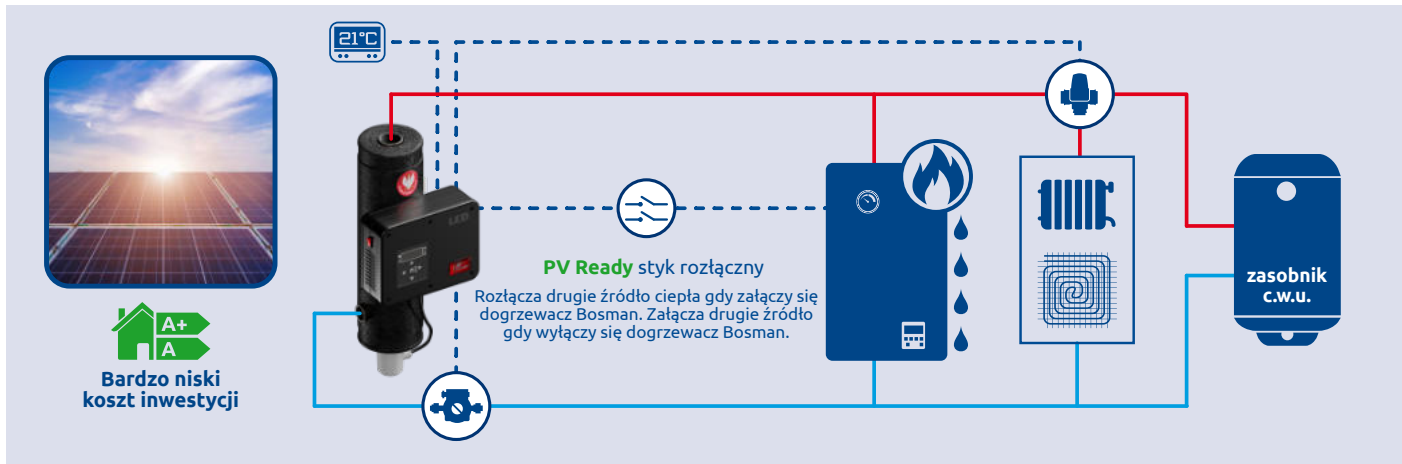 21°C
LED
PV Ready styk rozłączny
Rozłącza drugie źródło ciepła gdy załączy się
dogrzewacz Bosman. Załącza drugie źródło
gdy wyłączy się dogrzewacz Bosman.
zasobnik
c.w.u.
A+
A
Bardzo niski
koszt inwestycji